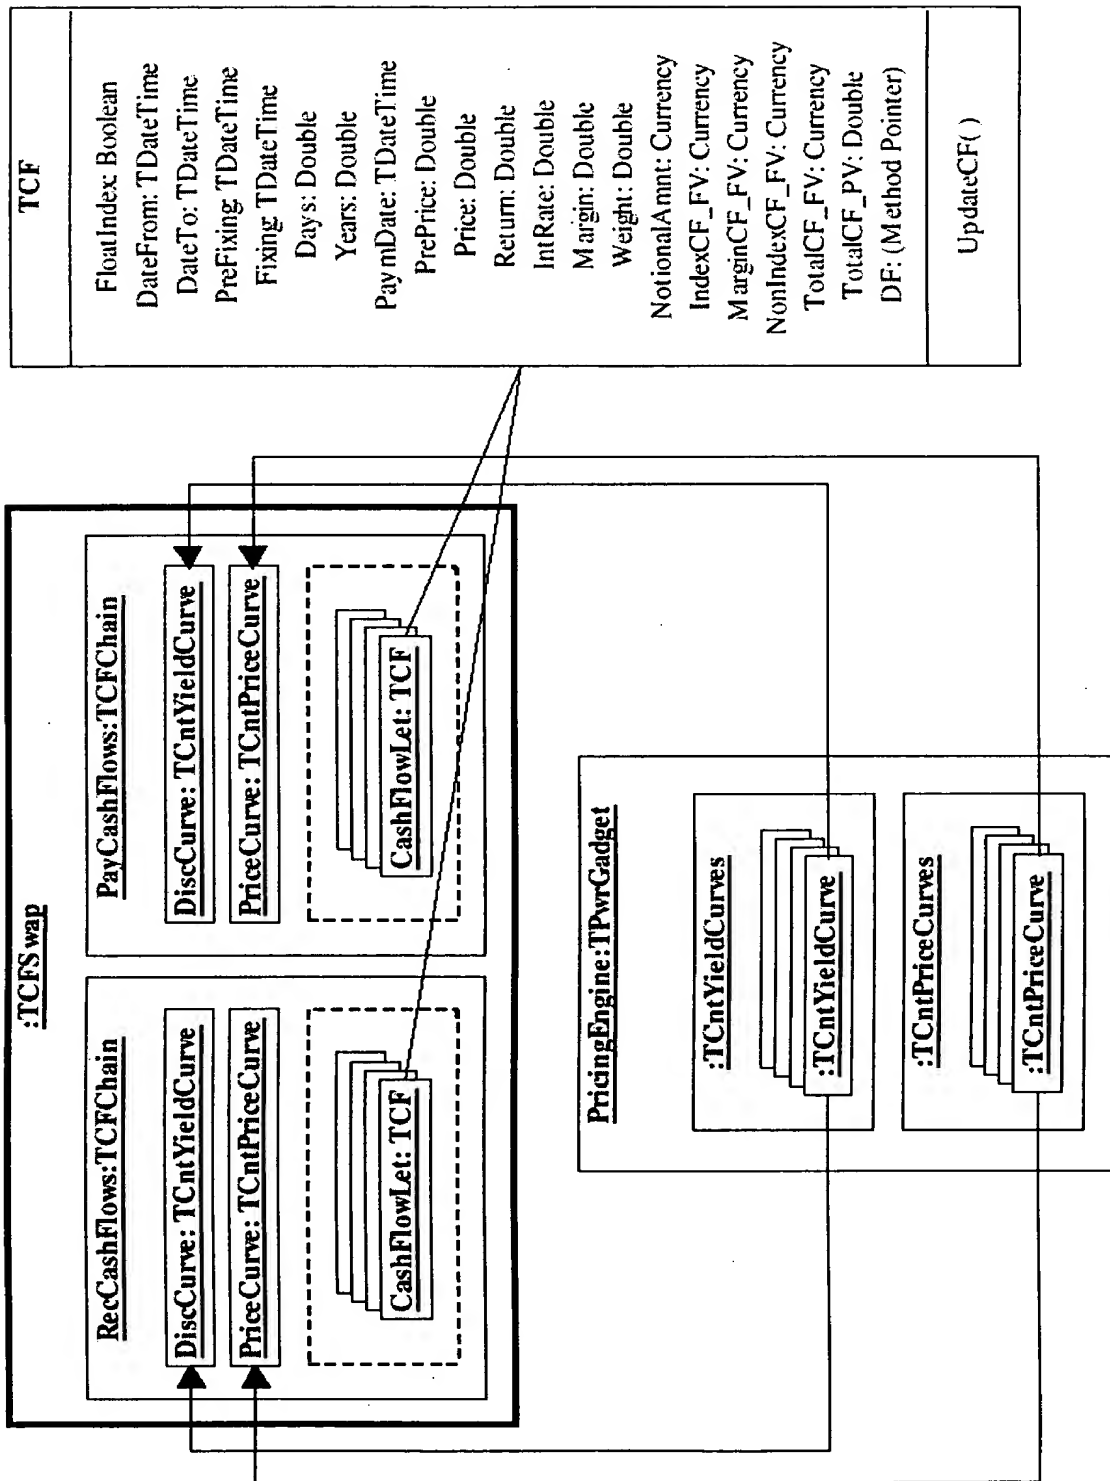 :TCFSwap
RecCashFlows:TCFChain
DiscCurve: TCntYieldCurve
PriceCurve: TCntPriceCurve
CashFlowLet: TCF
PayCashFlows:TCFChain
DiscCurve: TCntYieldCurve
PriceCurve: TCntPriceCurve
CashFlowLet: TCF
PricingEngine:TPwrGadget
:TCntYieldCurves
:TCntYieldCurve
:TCntPriceCurves
:TCntPriceCurve
TCF
FloatIndex: Boolean
DateFrom: TDateTime
DateTo: TDateTime
PreFixing: TDateTime
Fixing: TDateTime
Days: Double
Years: Double
PaymDate: TDateTime
PrePrice: Double
Price: Double
Return: Double
IntRate: Double
Margin: Double
Weight: Double
NotionalAmnt: Currency
IndexCF_FV: Currency
MarginCF_FV: Currency
NonIndexCF_FV: Currency
TotalCF_FV: Currency
TotalCF_PV: Double
DF: (Method Pointer)
UpdateCF( )